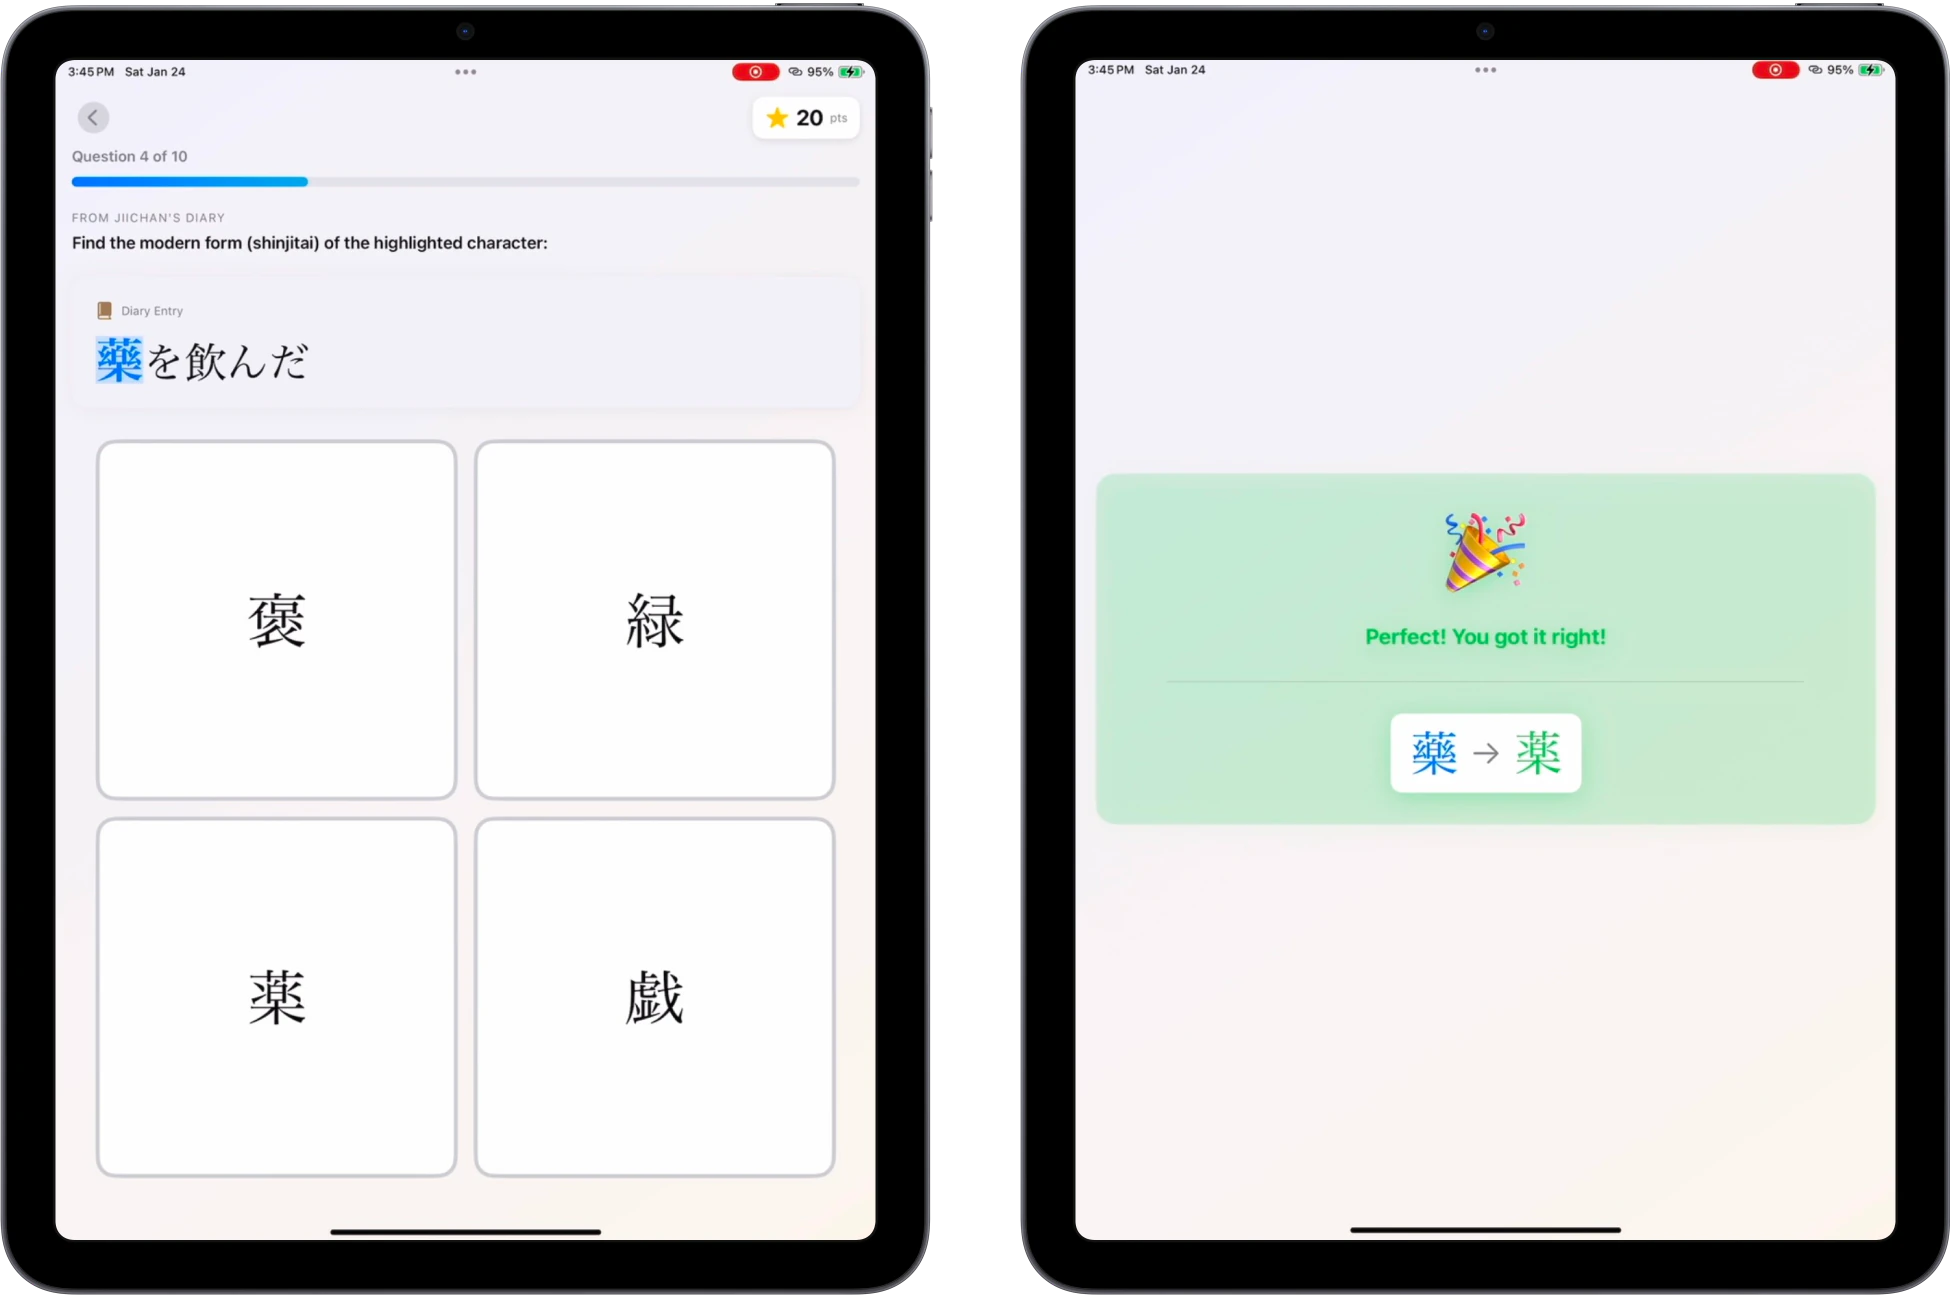 3:45 PM Sat Jan 24
95%
20 pts
Question 4 of 10
FROM JIICHAN'S DIARY
Find the modern form (shinjitai) of the highlighted character:
Diary Entry
藥を飲んだ
褒
緑
薬
戯
3:45 PM Sat Jan 24
95%
Perfect! You got it right!
藥 → 薬